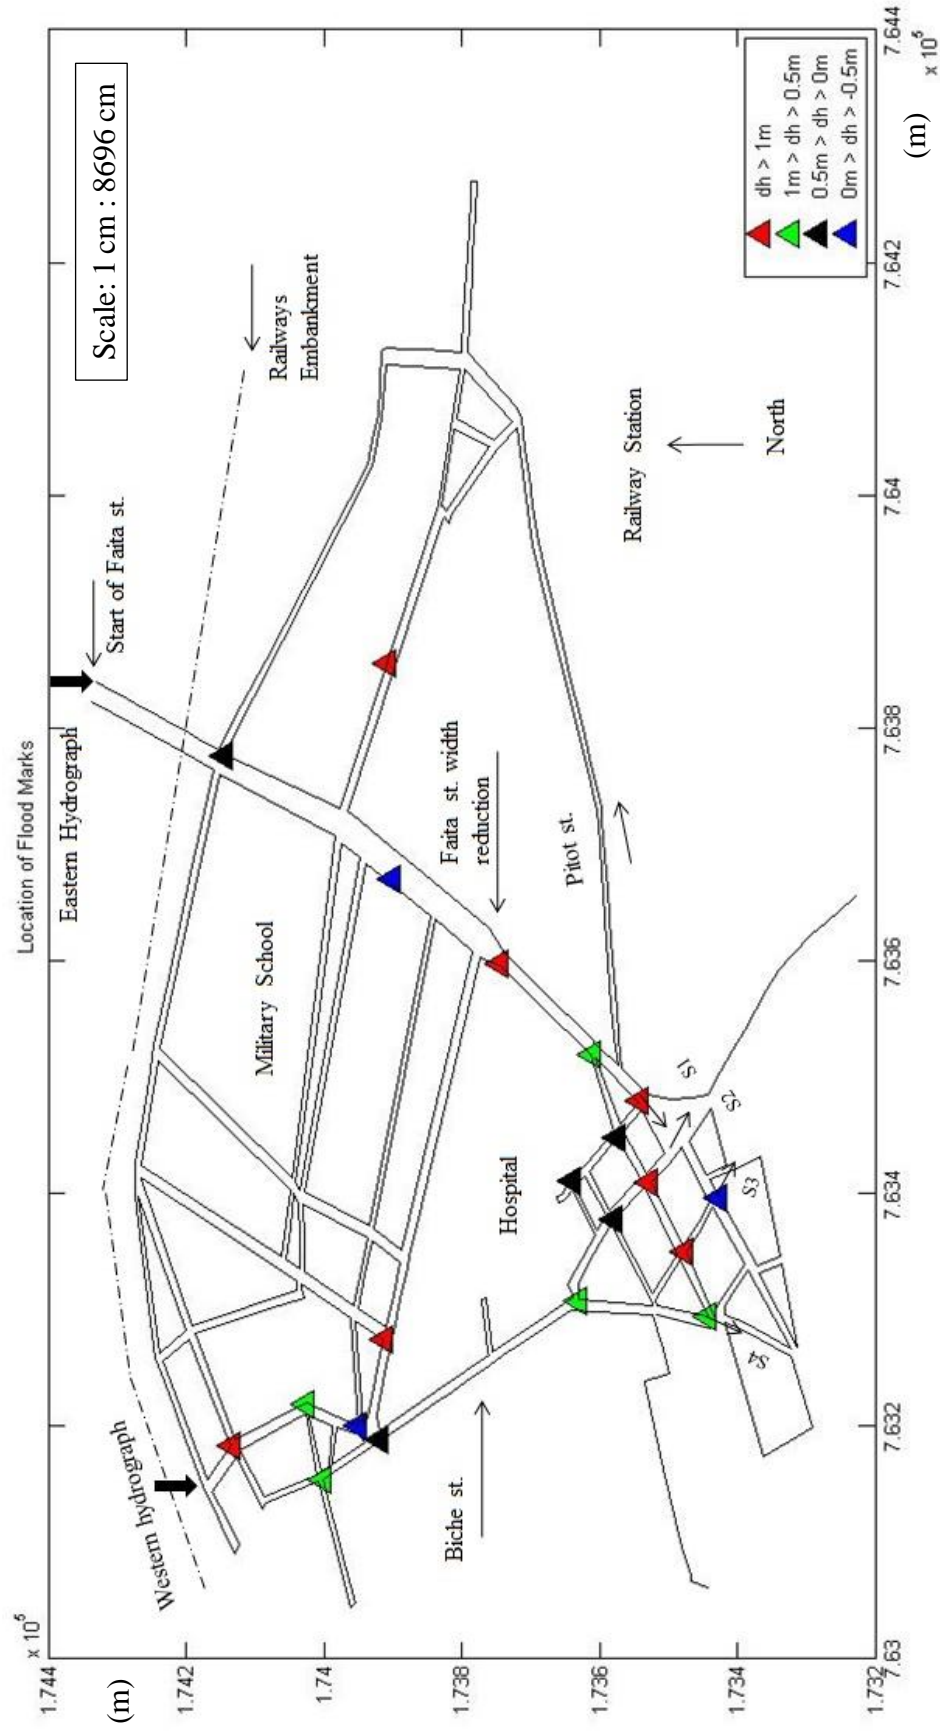 Location of Flood Marks
x 10⁵
1.744
1.742
1.74
1.738
1.736
1.734
1.732
(m)
7.63
7.632
7.634
7.636
7.638
7.64
7.642
7.644
x 10⁵
(m)
Scale: 1 cm : 8696 cm
Eastern Hydrograph
Start of Faita st.
Railways
Embankment
Western hydrograph
Military School
Faita st. width
reduction
Hospital
Biche st.
Pitot st.
Railway Station
North
S1
S2
S3
S4
dh > 1m
1m > dh > 0.5m
0.5m > dh > 0m
0m > dh > -0.5m